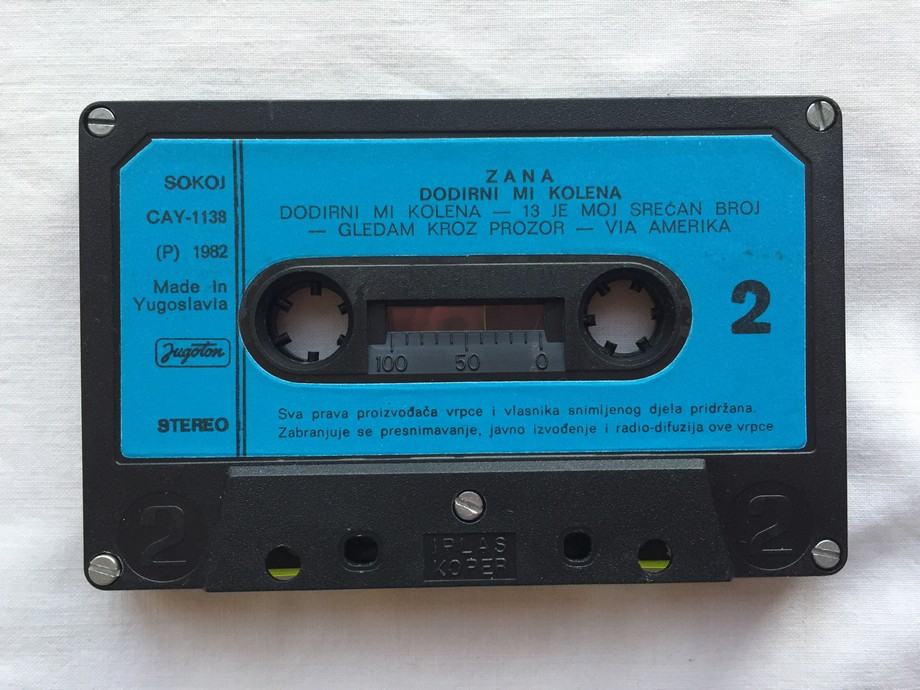 SOKOJ
CAY-1138
(P) 1982
Made in
Yugoslavia
Jugoton
STEREO
ZANA
DODIRNI MI KOLENA
DODIRNI MI KOLENA — 13 JE MOJ SREĆAN BROJ
— GLEDAM KROZ PROZOR — VIA AMERIKA
2
100 50 0
Sva prava proizvođača vrpce i vlasnika snimljenog djela pridržana.
Zabranjuje se presnimavanje, javno izvođenje i radio-difuzija ove vrpce
2 2
IPLAS
KOPER